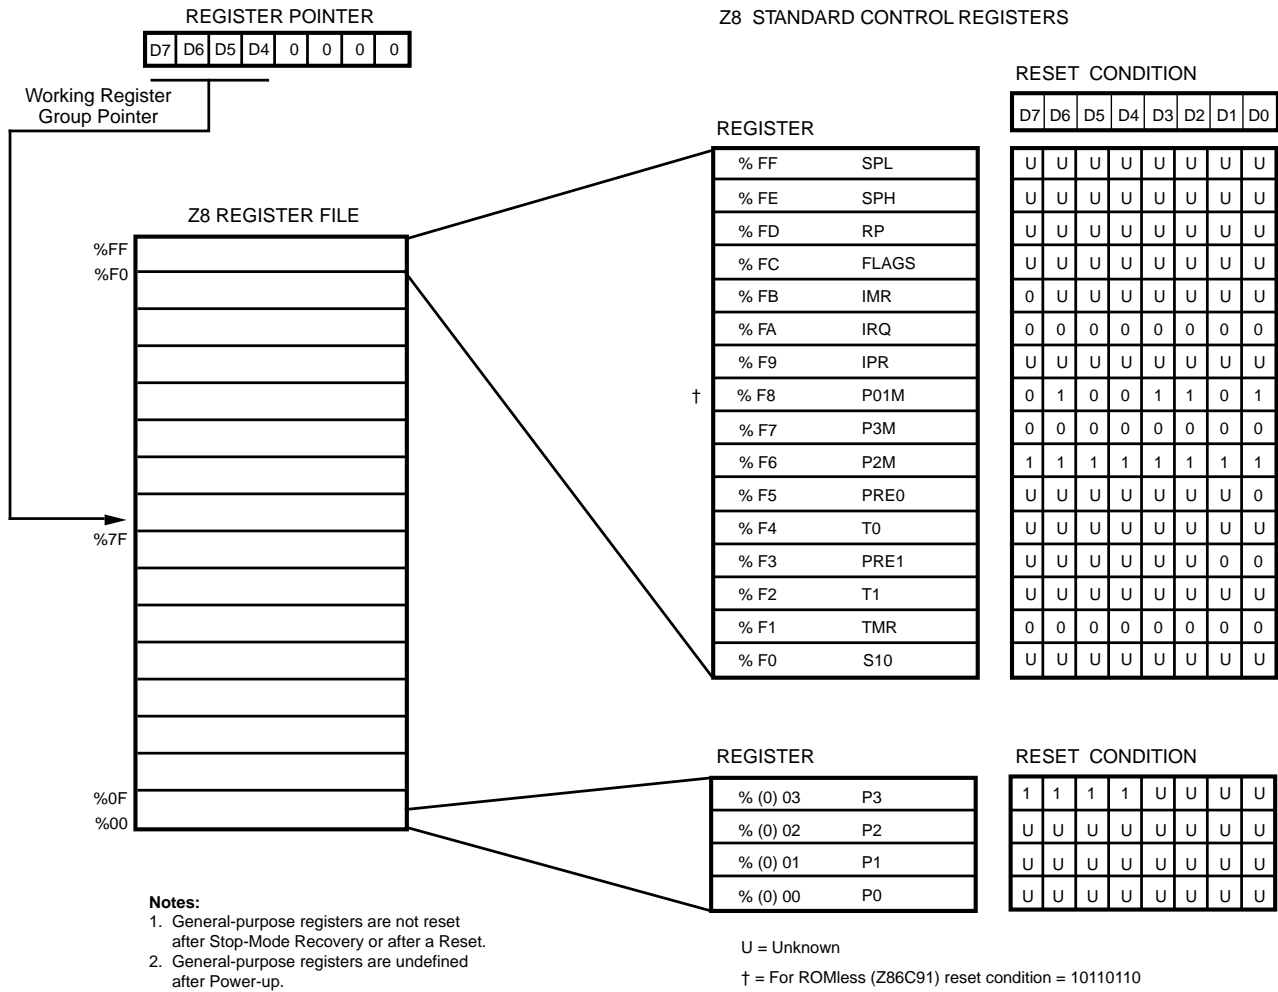 REGISTER POINTER
D7 D6 D5 D4 0 0 0 0
Working Register
Group Pointer
Z8 REGISTER FILE
%FF
%F0
%7F
%0F
%00
Notes:
1. General-purpose registers are not reset
after Stop-Mode Recovery or after a Reset.
2. General-purpose registers are undefined
after Power-up.
Z8 STANDARD CONTROL REGISTERS
RESET CONDITION
D7 D6 D5 D4 D3 D2 D1 D0
REGISTER
% FF SPL U U U U U U U U
% FE SPH U U U U U U U U
% FD RP U U U U U U U U
% FC FLAGS U U U U U U U U
% FB IMR 0 U U U U U U U
% FA IRQ 0 0 0 0 0 0 0 0
% F9 IPR U U U U U U U U
† % F8 P01M 0 1 0 0 1 1 0 1
% F7 P3M 0 0 0 0 0 0 0 0
% F6 P2M 1 1 1 1 1 1 1 1
% F5 PRE0 U U U U U U U 0
% F4 T0 U U U U U U U U
% F3 PRE1 U U U U U U 0 0
% F2 T1 U U U U U U U U
% F1 TMR 0 0 0 0 0 0 0 0
% F0 S10 U U U U U U U U
REGISTER RESET CONDITION
% (0) 03 P3 1 1 1 1 U U U U
% (0) 02 P2 U U U U U U U U
% (0) 01 P1 U U U U U U U U
% (0) 00 P0 U U U U U U U U
U = Unknown
† = For ROMless (Z86C91) reset condition = 10110110